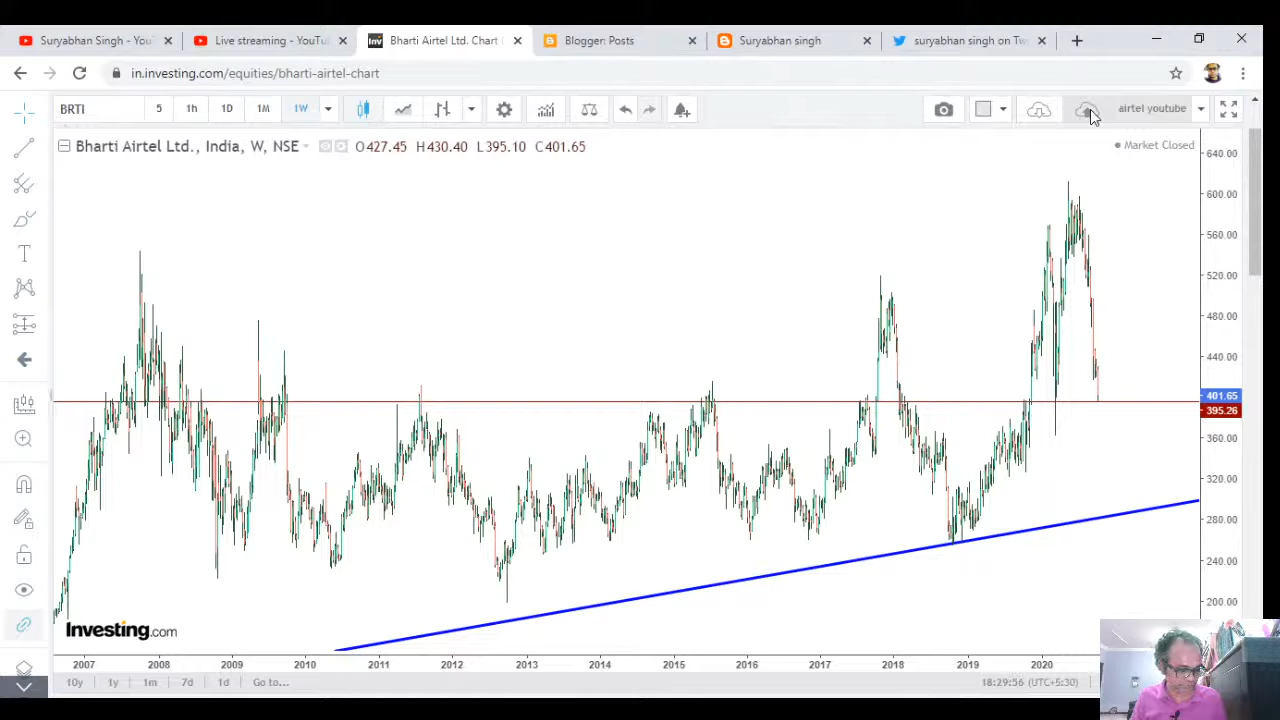 Suryabhan Singh - YouT
Live streaming - YouTube
Bharti Airtel Ltd. Chart
Blogger: Posts
Suryabhan singh
suryabhan singh on Tw
in.investing.com/equities/bharti-airtel-chart
BRTI 5 1h 1D 1M 1W
airtel youtube
Bharti Airtel Ltd., India, W, NSE O427.45 H430.40 L395.10 C401.65
Market Closed
640.00
600.00
560.00
520.00
480.00
440.00
401.65
395.26
360.00
320.00
280.00
240.00
200.00
Investing.com
2007 2008 2009 2010 2011 2012 2013 2014 2015 2016 2017 2018 2019 2020
10y 1y 1m 7d 1d Go to... 18:29:56 (UTC+5:30)